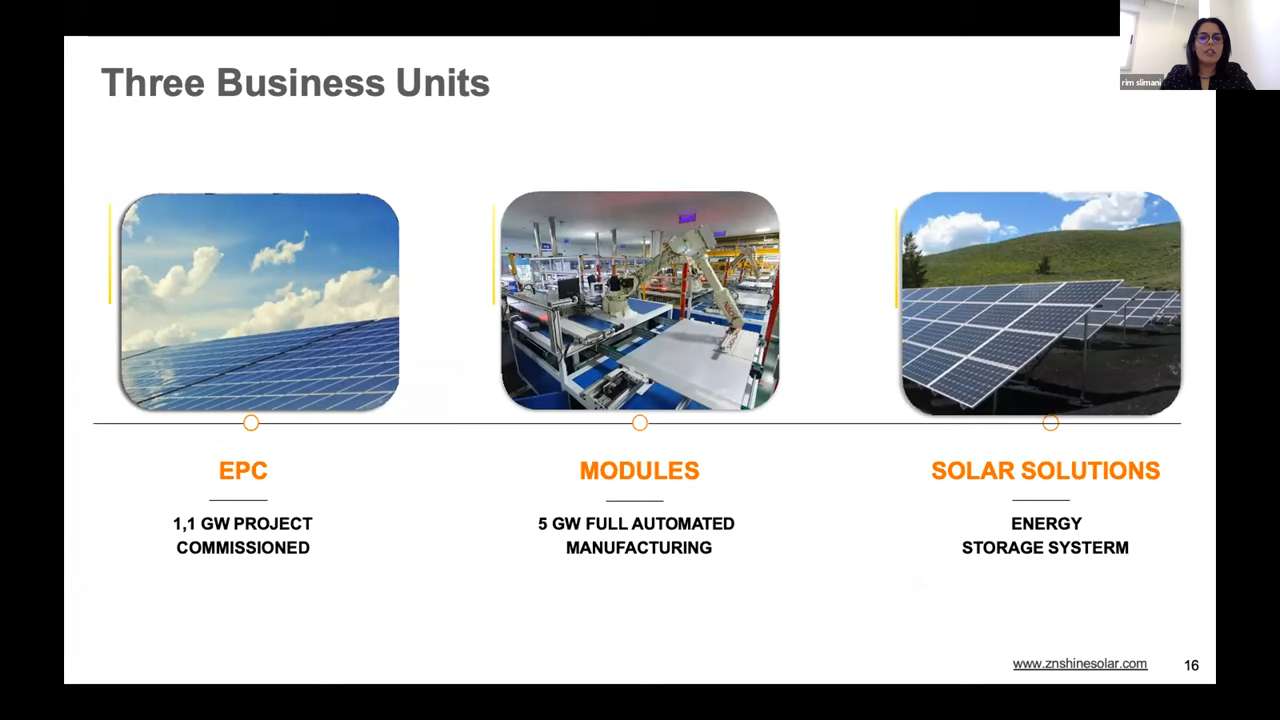 Three Business Units
rim slimani
EPC
1,1 GW PROJECT
COMMISSIONED
MODULES
5 GW FULL AUTOMATED
MANUFACTURING
SOLAR SOLUTIONS
ENERGY
STORAGE SYSTERM
www.znshinesolar.com
16